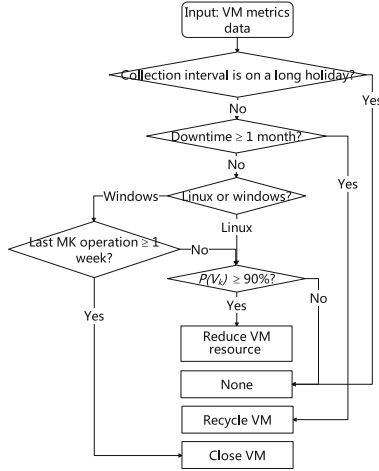 Input: VM metrics
data
Collection interval is on a long holiday?
Yes
No
Downtime ≥ 1 month?
No
Yes
Windows
Linux or windows?
Linux
Last MK operation ≥ 1
week?
No
P(Vk) ≥ 90%?
No
Yes
Yes
Reduce VM
resource
None
Recycle VM
Close VM